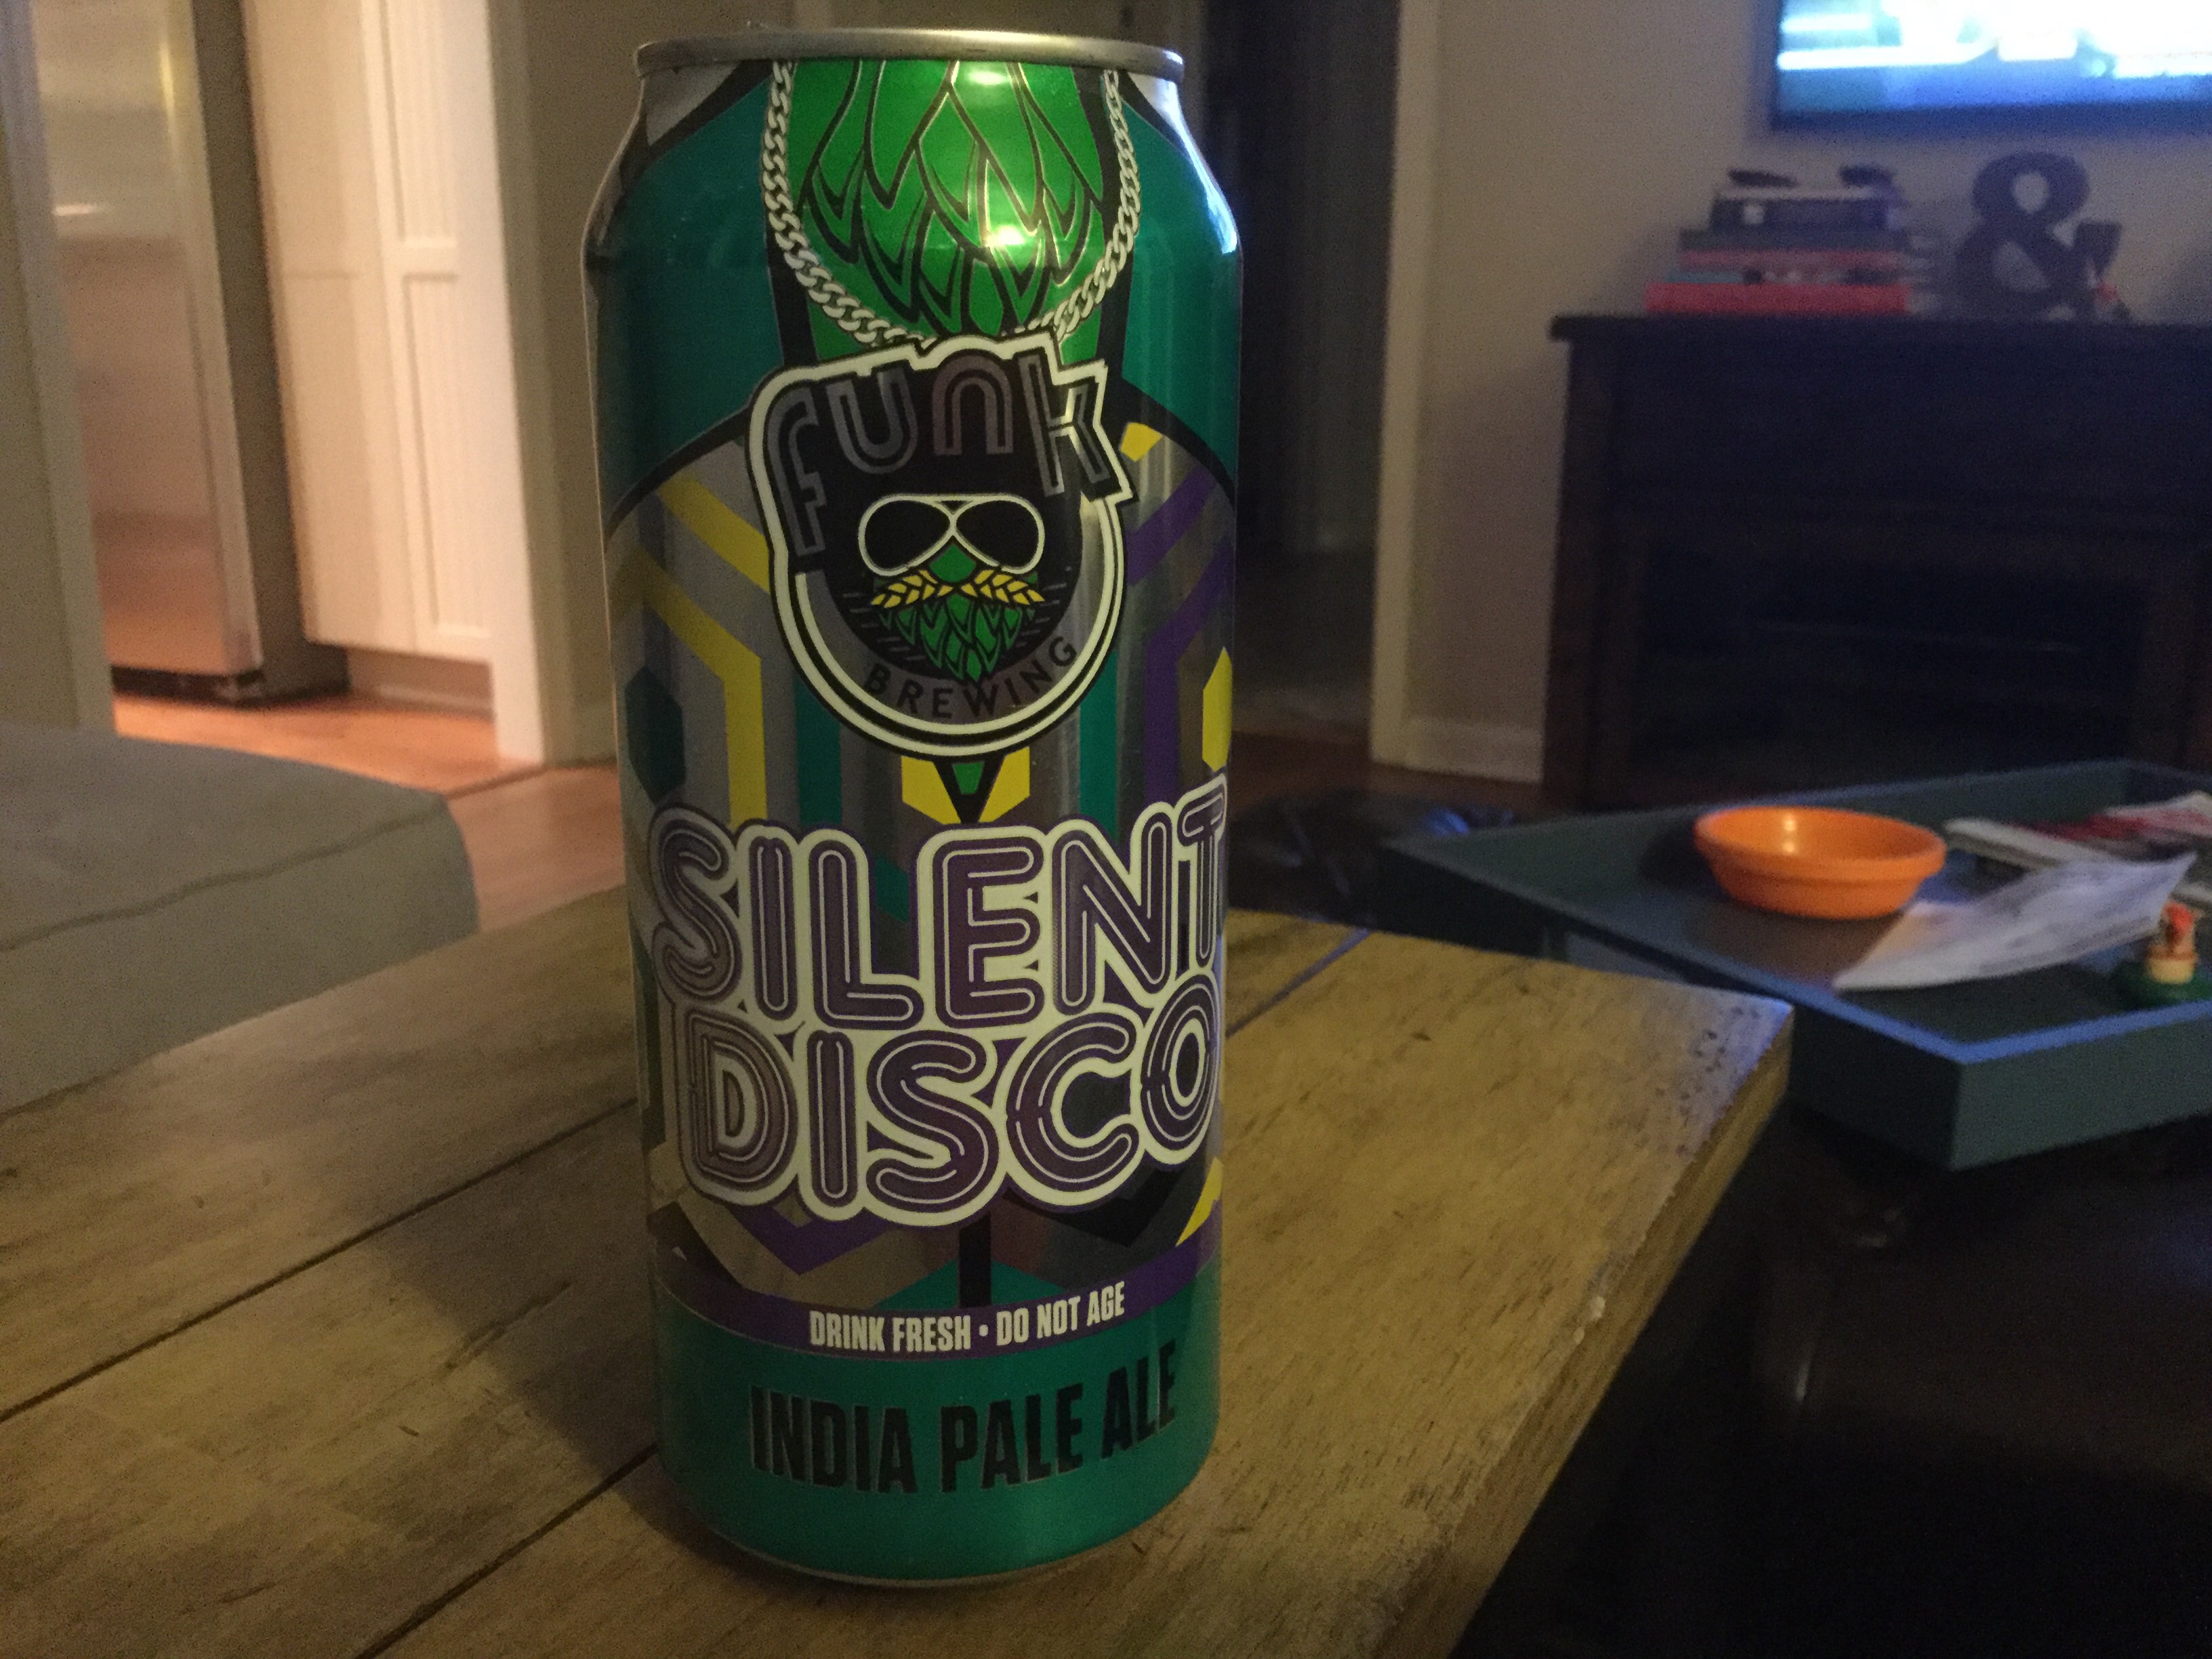 funk
BREWING
SILENT
DISCO
DRINK FRESH • DO NOT AGE
INDIA PALE ALE
&